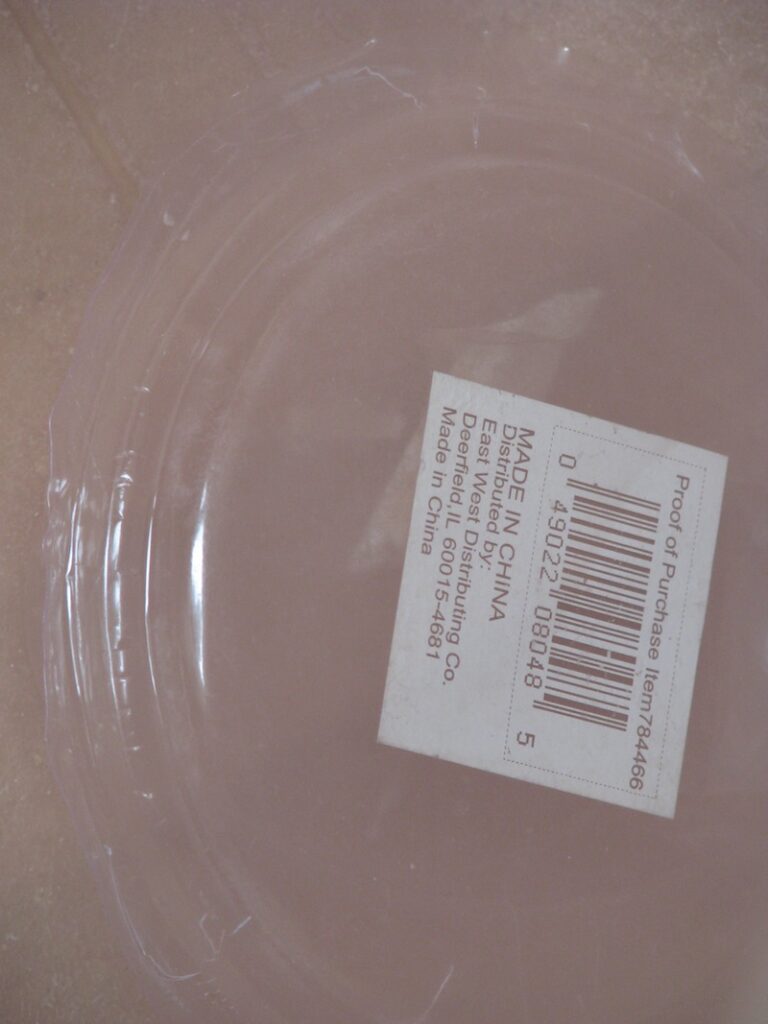 Proof of Purchase Item784466
0 49022 08048 5
MADE IN CHINA
Distributed by:
East West Distributing Co.
Deerfield,IL 60015-4681
Made in China